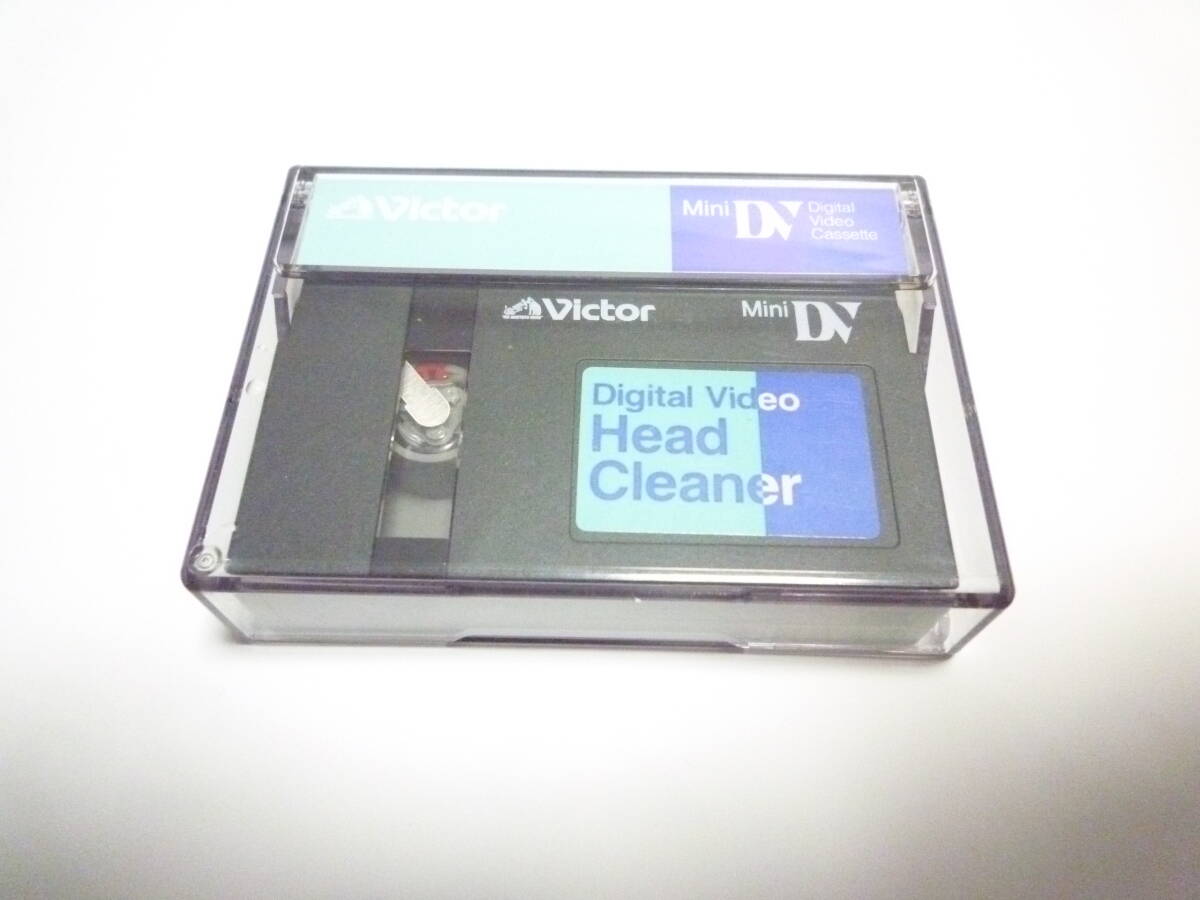 Victor
Mini DV Digital
Video
Cassette
Victor
Mini DV
Digital Video
Head
Cleaner